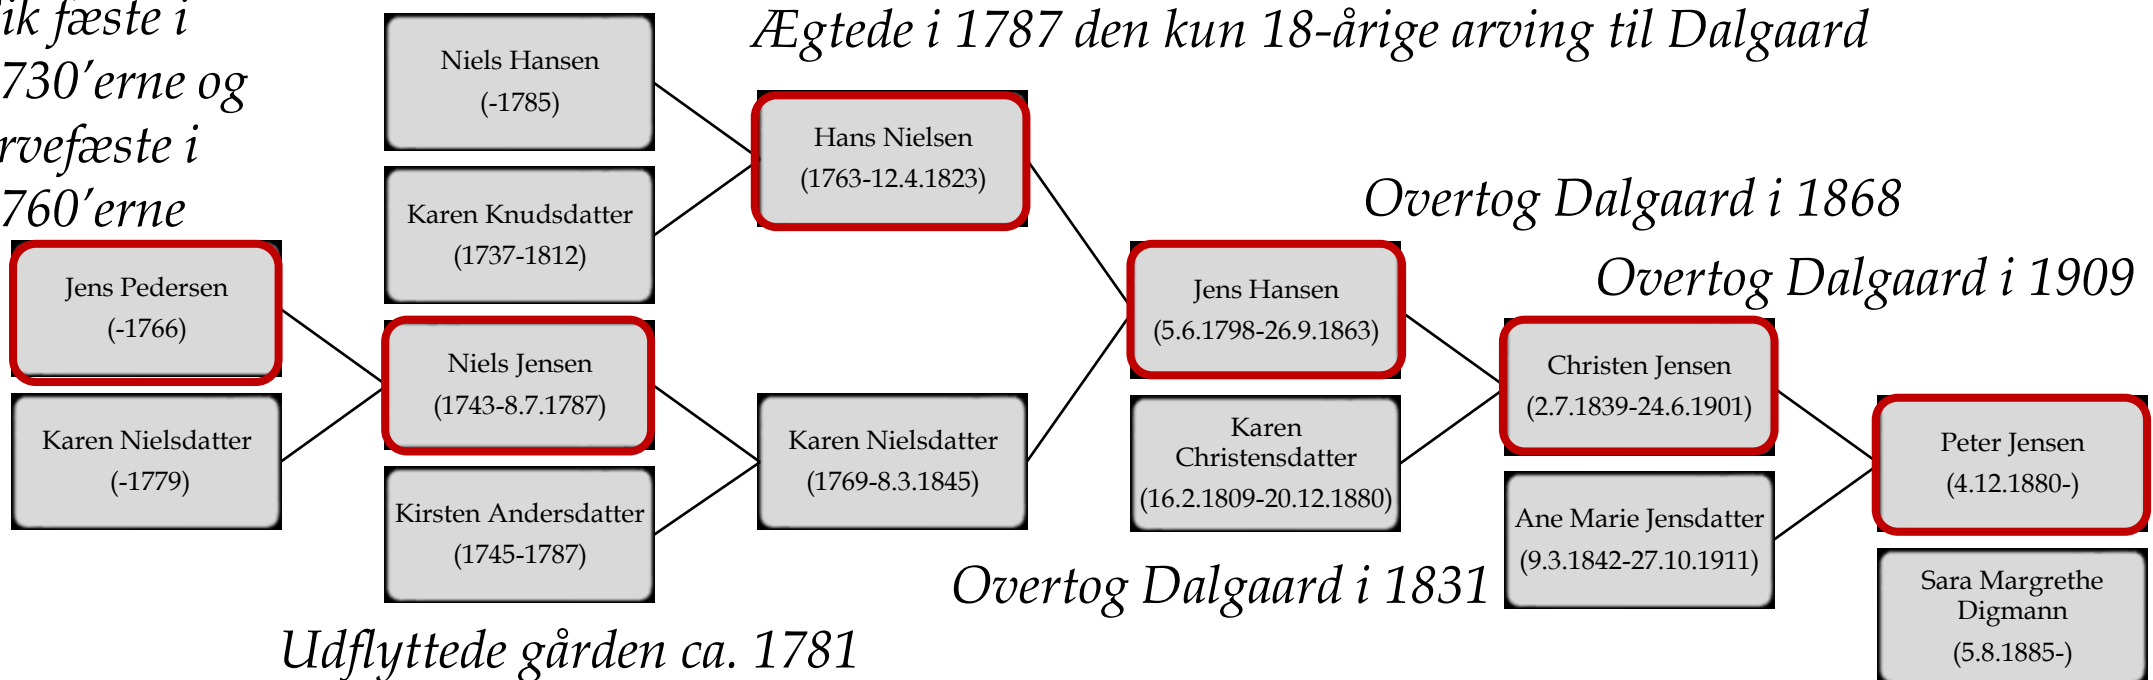 ik fæste i
730’erne og
rvefæste i
760’erne
Jens Pedersen
(-1766)
Karen Nielsdatter
(-1779)
Niels Hansen
(-1785)
Karen Knudsdatter
(1737-1812)
Niels Jensen
(1743-8.7.1787)
Kirsten Andersdatter
(1745-1787)
Udflyttede gården ca. 1781
Ægtede i 1787 den kun 18-årige arving til Dalgaard
Hans Nielsen
(1763-12.4.1823)
Karen Nielsdatter
(1769-8.3.1845)
Jens Hansen
(5.6.1798-26.9.1863)
Karen
Christensdatter
(16.2.1809-20.12.1880)
Overtog Dalgaard i 1831
Overtog Dalgaard i 1868
Christen Jensen
(2.7.1839-24.6.1901)
Ane Marie Jensdatter
(9.3.1842-27.10.1911)
Overtog Dalgaard i 1909
Peter Jensen
(4.12.1880-)
Sara Margrethe
Digmann
(5.8.1885-)